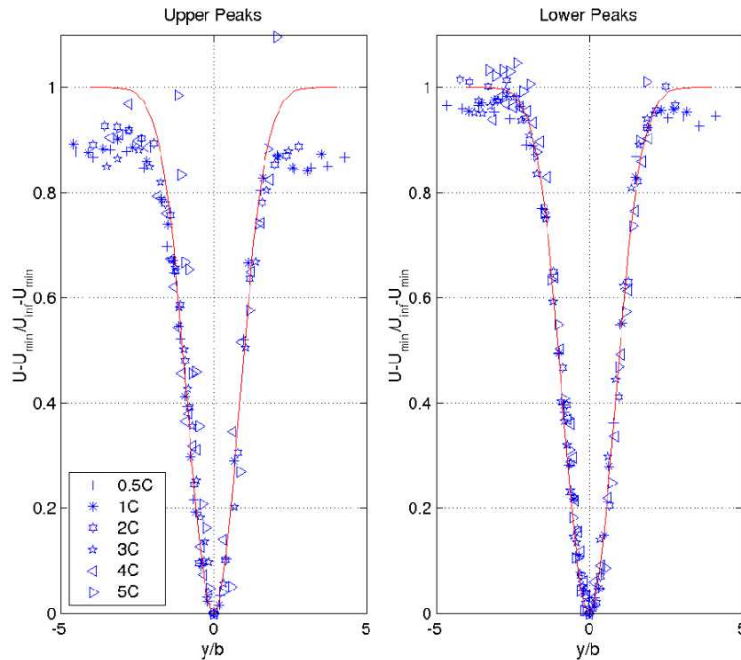 Upper Peaks
Lower Peaks
1
0.8
0.6
0.4
0.2
0
U-U_min/U_inf-U_min
0.5C
1C
2C
3C
4C
5C
-5
0
5
y/b
1
0.8
0.6
0.4
0.2
0
U-U_min/U_inf-U_min
-5
0
5
y/b